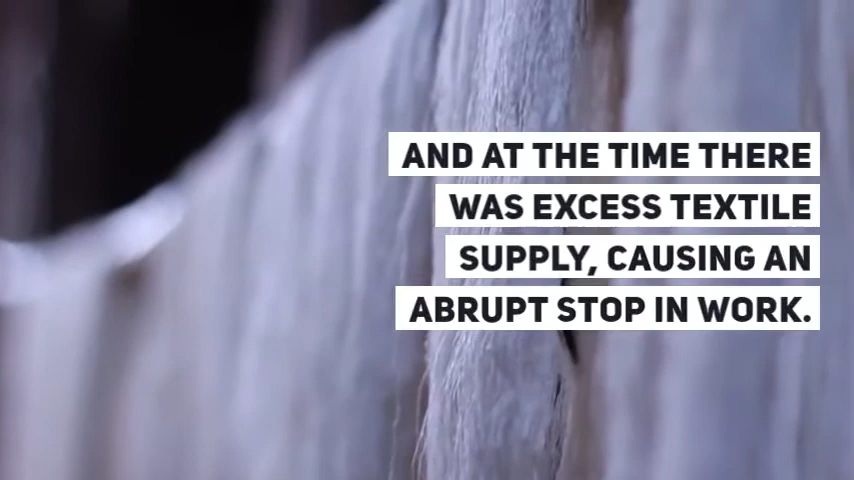 AND AT THE TIME THERE
WAS EXCESS TEXTILE
SUPPLY, CAUSING AN
ABRUPT STOP IN WORK.